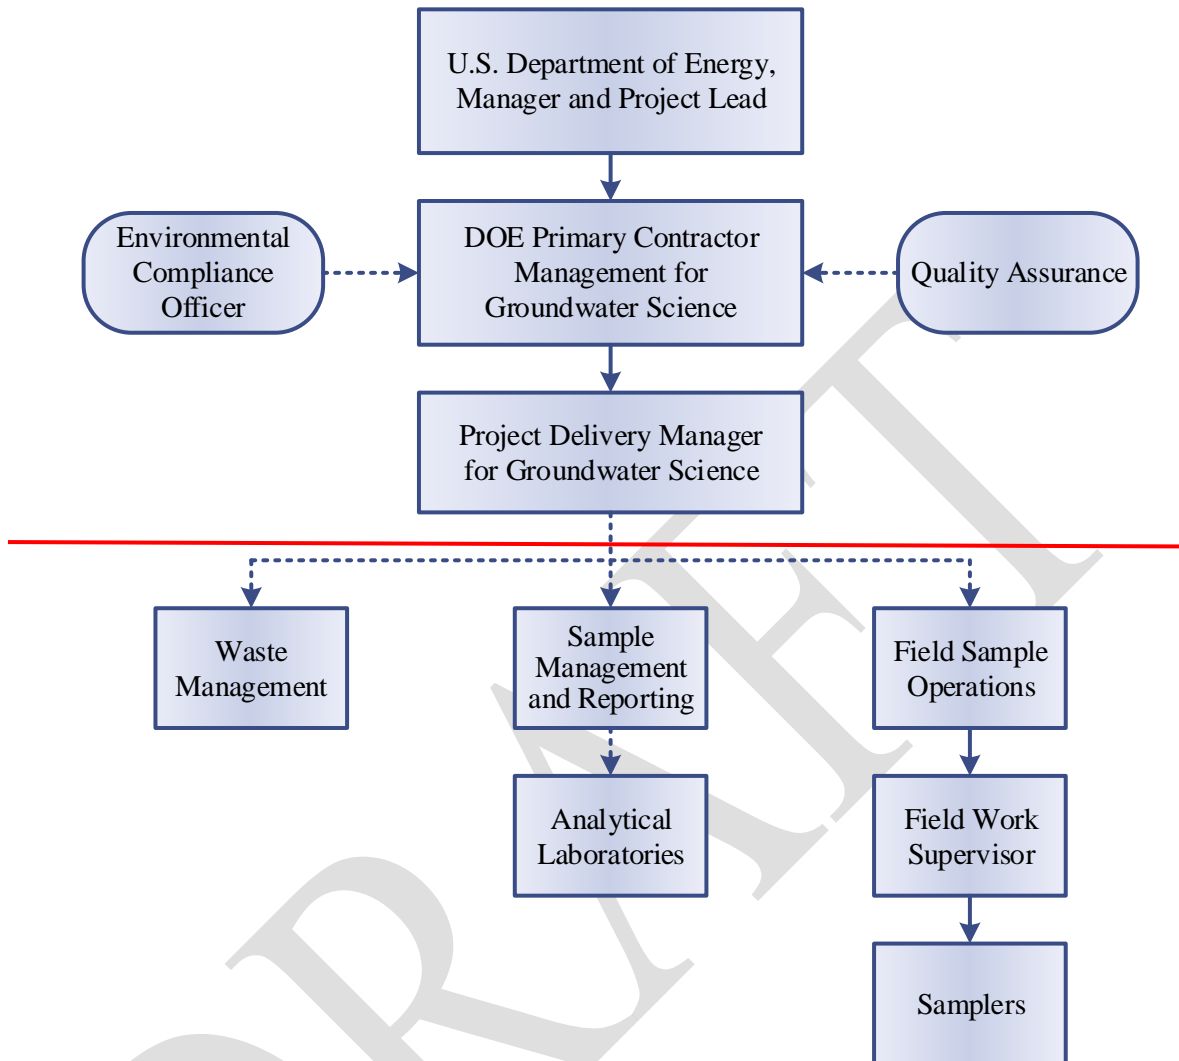 U.S. Department of Energy,
Manager and Project Lead
Environmental
Compliance
Officer
DOE Primary Contractor
Management for
Groundwater Science
Quality Assurance
Project Delivery Manager
for Groundwater Science
Waste
Management
Sample
Management
and Reporting
Field Sample
Operations
Analytical
Laboratories
Field Work
Supervisor
Samplers
DRAFT